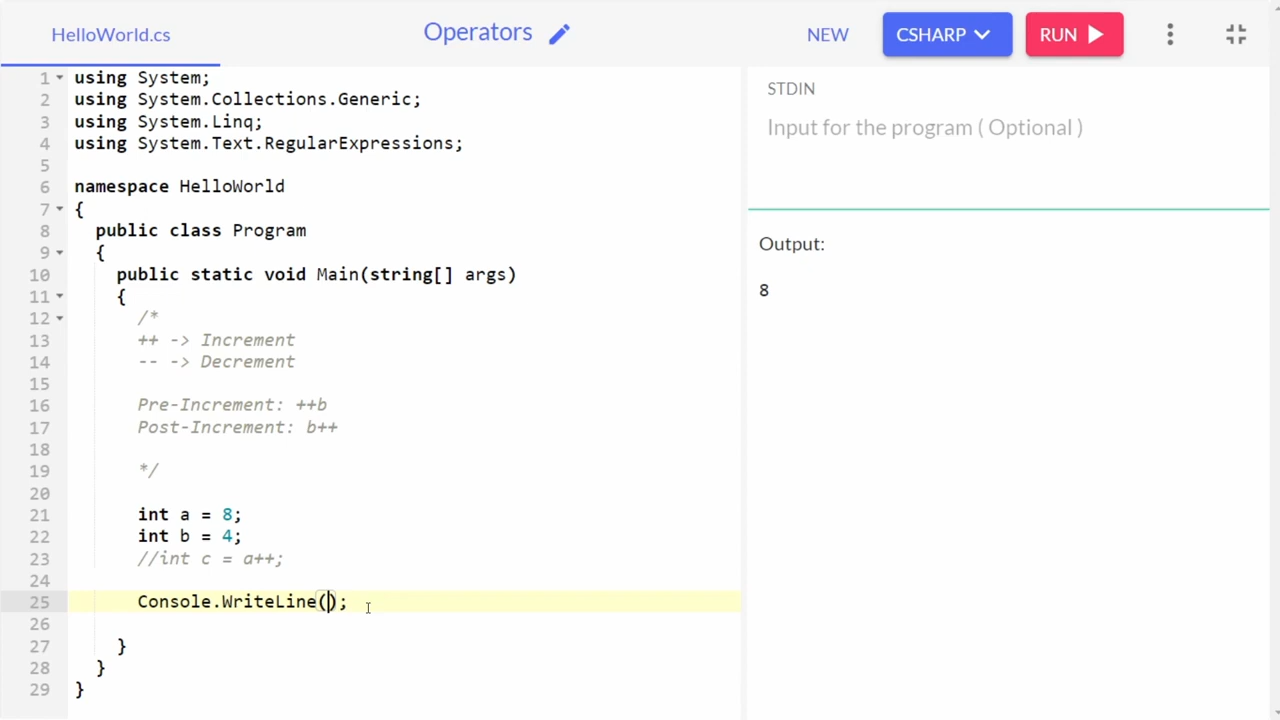 HelloWorld.cs
Operators
NEW
CSHARP
RUN
1 using System;
2 using System.Collections.Generic;
3 using System.Linq;
4 using System.Text.RegularExpressions;
5
6 namespace HelloWorld
7 {
8 public class Program
9 {
10 public static void Main(string[] args)
11 {
12 /*
13 ++ -> Increment
14 -- -> Decrement
15
16 Pre-Increment: ++b
17 Post-Increment: b++
18
19 */
20
21 int a = 8;
22 int b = 4;
23 //int c = a++;
24
25 Console.WriteLine();
26
27 }
28 }
29 }
STDIN
Input for the program ( Optional )
Output:
8